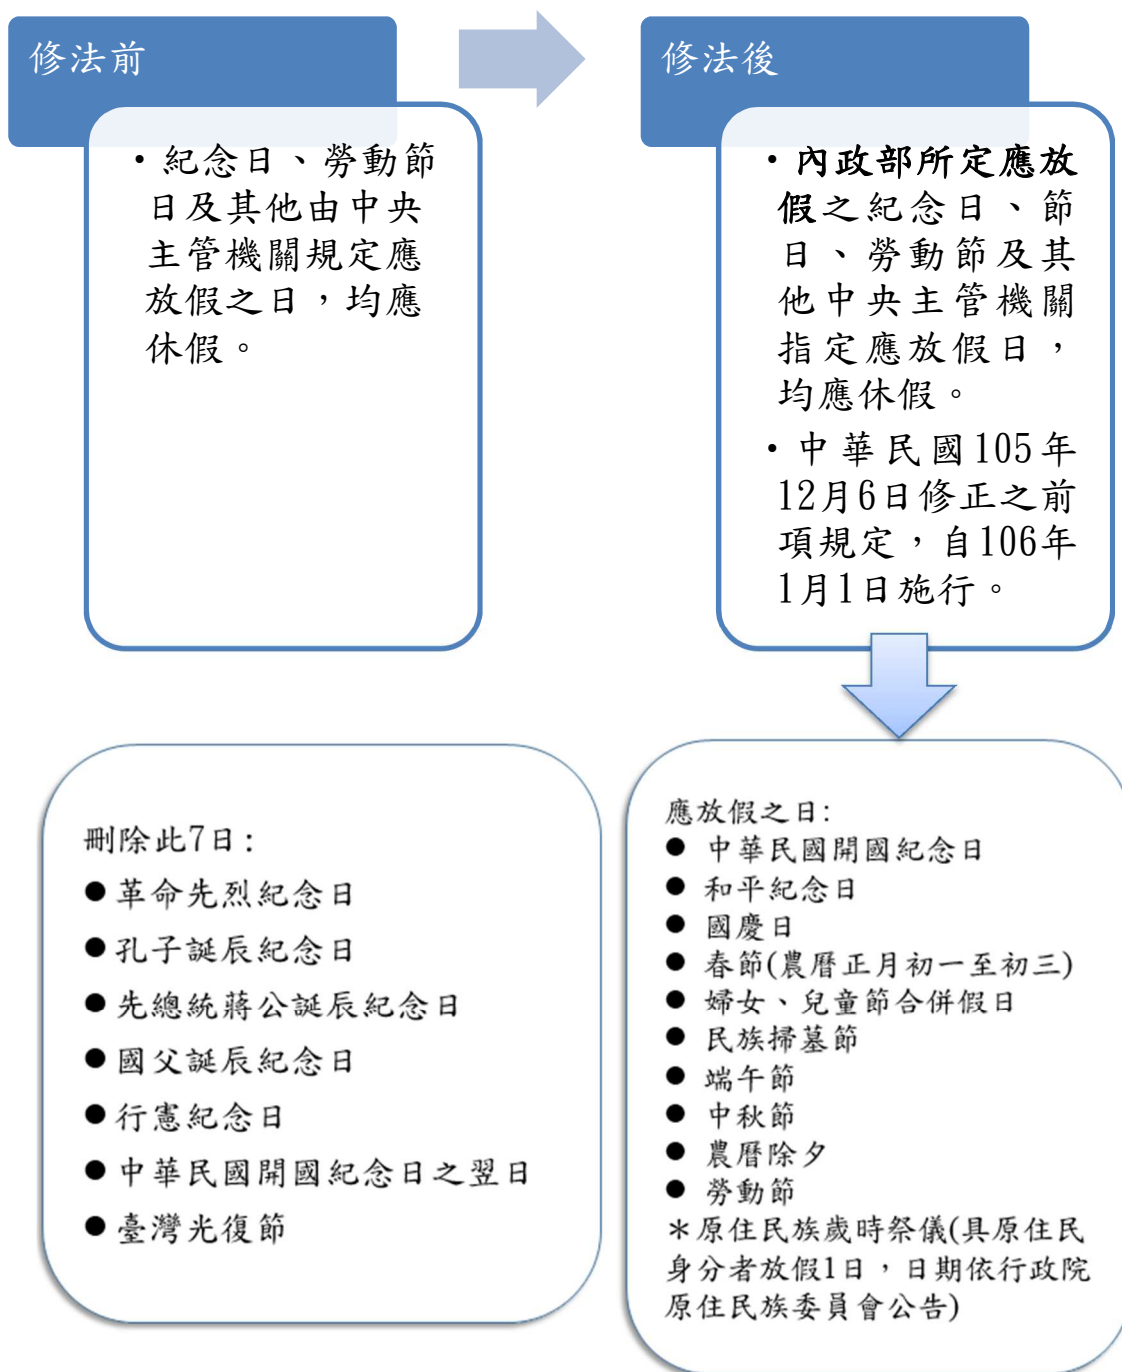 修法前
・紀念日、勞動節
日及其他由中央
主管機關規定應
放假之日，均應
休假。
修法後
・內政部所定應放
假之紀念日、節
日、勞動節及其
他中央主管機關
指定應放假日，
均應休假。
・中華民國105年
12月6日修正之前
項規定，自106年
1月1日施行。
刪除此7日:
●革命先烈紀念日
●孔子誕辰紀念日
●先總統蔣公誕辰紀念日
●國父誕辰紀念日
●行憲紀念日
●中華民國開國紀念日之翌日
●臺灣光復節
應放假之日:
● 中華民國開國紀念日
● 和平紀念日
● 國慶日
● 春節(農曆正月初一至初三)
● 婦女、兒童節合併假日
● 民族掃墓節
● 端午節
● 中秋節
● 農曆除夕
● 勞動節
＊原住民族歲時祭儀(具原住民
身分者放假1日，日期依行政院
原住民族委員會公告)